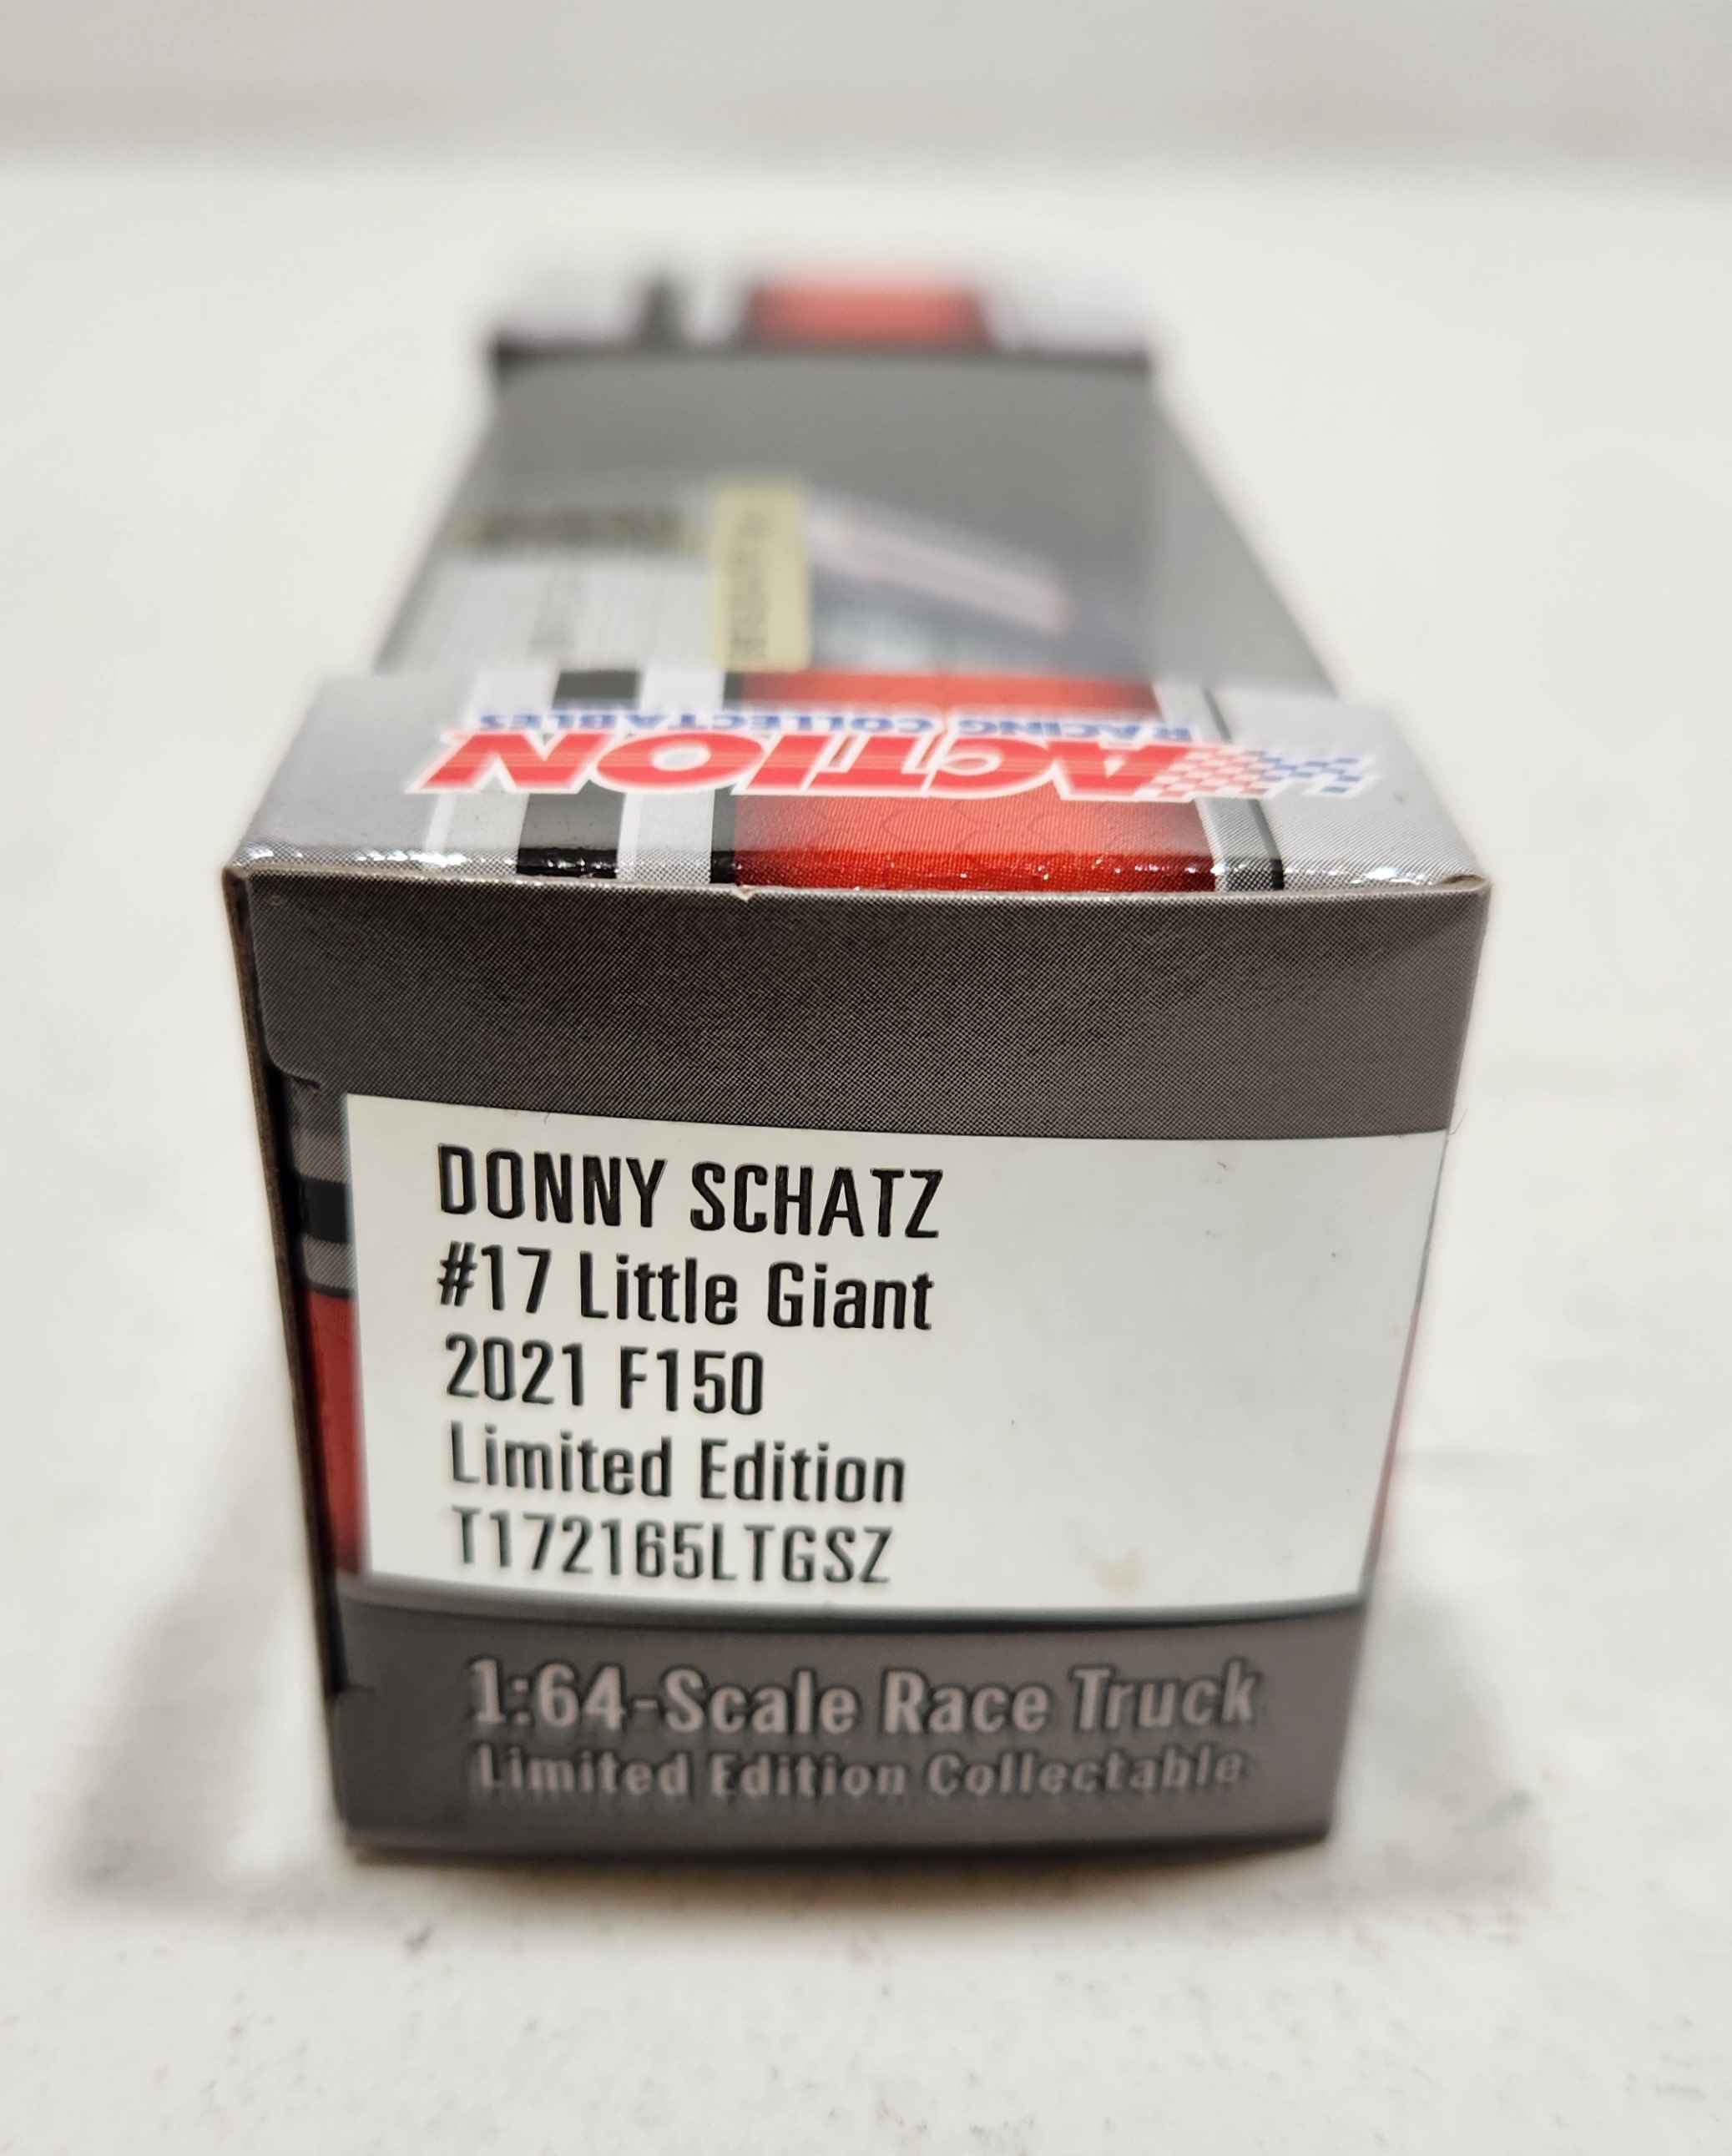 ACTION
RACING COLLECTABLES
DONNY SCHATZ
#17 Little Giant
2021 F150
Limited Edition
T172165LTGSZ
1:64-Scale Race Truck
Limited Edition Collectable